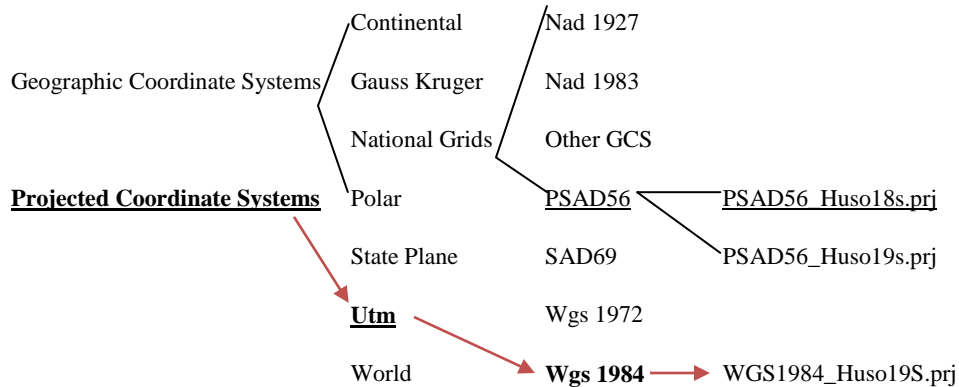 Continental Nad 1927
Geographic Coordinate Systems Gauss Kruger Nad 1983
National Grids Other GCS
Projected Coordinate Systems Polar PSAD56 PSAD56_Huso18s.prj
State Plane SAD69 PSAD56_Huso19s.prj
Utm Wgs 1972
World Wgs 1984 WGS1984_Huso19S.prj